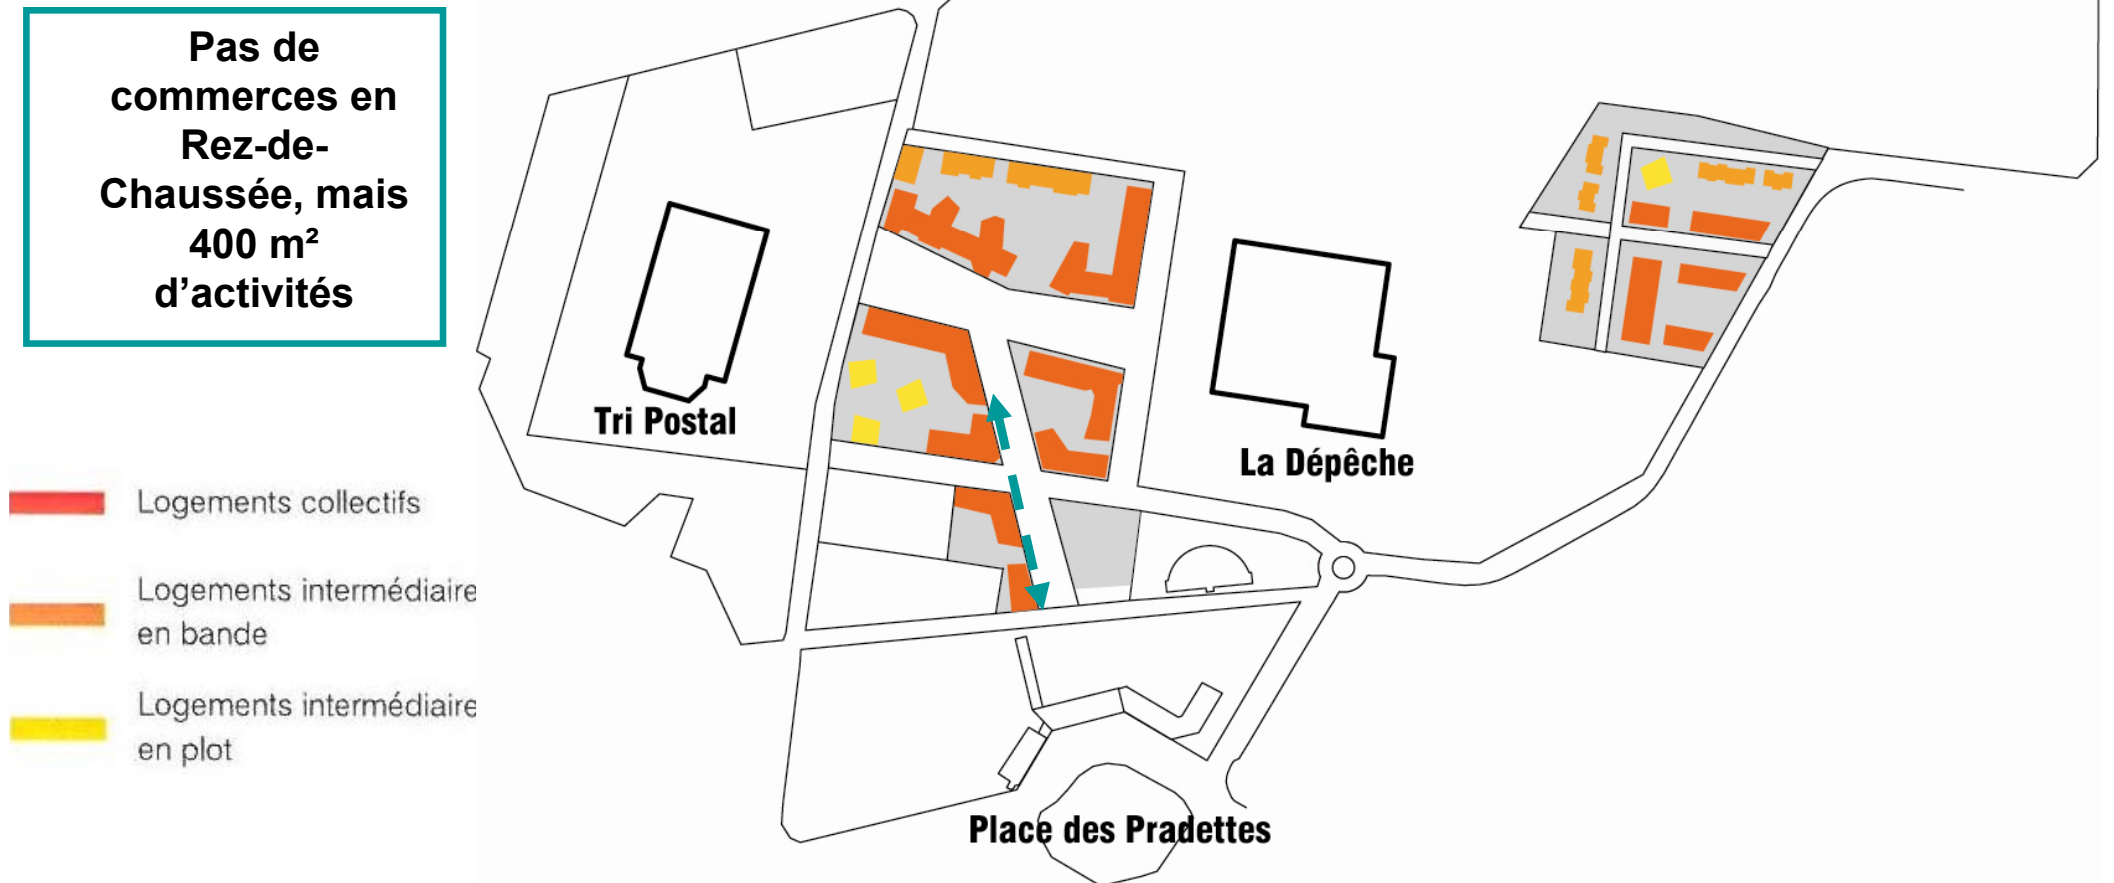 Pas de
commerces en
Rez-de-
Chaussée, mais
400 m²
d’activités
Tri Postal
La Dépêche
Logements collectifs
Logements intermédiaire
en bande
Logements intermédiaire
en plot
Place des Pradettes